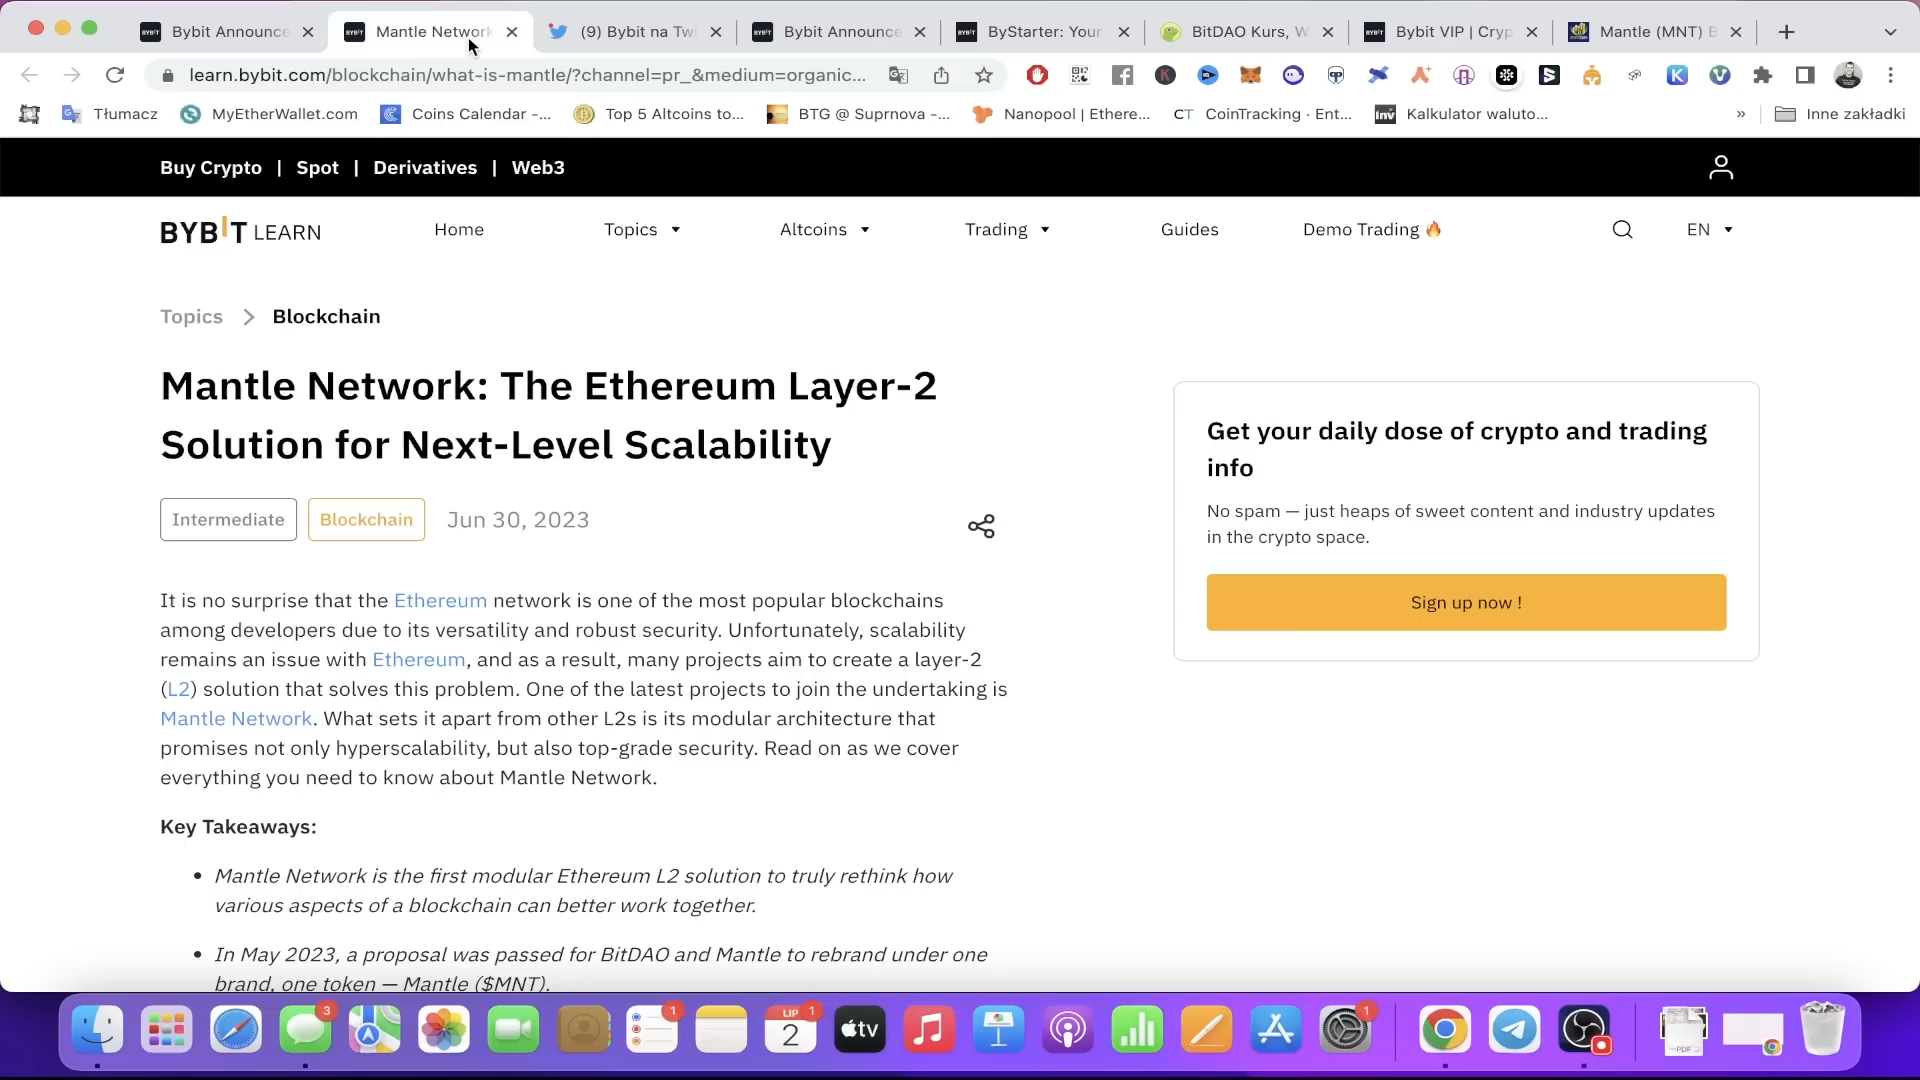 Bybit Announce
Mantle Network
(9) Bybit na Twi
Bybit Announce
ByStarter: Your
BitDAO Kurs, W
Bybit VIP | Cryp
Mantle (MNT) B
learn.bybit.com/blockchain/what-is-mantle/?channel=pr_&medium=organic...
Tłumacz
MyEtherWallet.com
Coins Calendar -...
Top 5 Altcoins to...
BTG @ Suprnova -...
Nanopool | Ethere...
CT CoinTracking · Ent...
Inv Kalkulator waluto...
» Inne zakładki
Buy Crypto | Spot | Derivatives | Web3
BYBIT LEARN
Home
Topics
Altcoins
Trading
Guides
Demo Trading
EN
Topics > Blockchain
Mantle Network: The Ethereum Layer-2
Solution for Next-Level Scalability
Intermediate
Blockchain
Jun 30, 2023
It is no surprise that the Ethereum network is one of the most popular blockchains
among developers due to its versatility and robust security. Unfortunately, scalability
remains an issue with Ethereum, and as a result, many projects aim to create a layer-2
(L2) solution that solves this problem. One of the latest projects to join the undertaking is
Mantle Network. What sets it apart from other L2s is its modular architecture that
promises not only hyperscalability, but also top-grade security. Read on as we cover
everything you need to know about Mantle Network.
Key Takeaways:
• Mantle Network is the first modular Ethereum L2 solution to truly rethink how
various aspects of a blockchain can better work together.
• In May 2023, a proposal was passed for BitDAO and Mantle to rebrand under one
brand, one token — Mantle ($MNT).
Get your daily dose of crypto and trading
info
No spam — just heaps of sweet content and industry updates
in the crypto space.
Sign up now !
3
1
LIP
2
1
tv
1
PDF